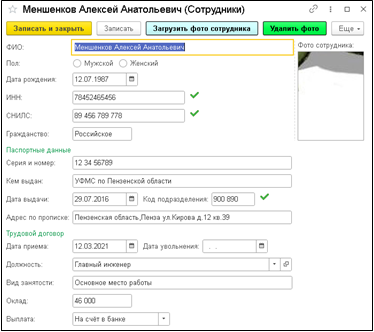 Меншенков Алексей Анатольевич (Сотрудники)
Записать и закрыть Записать Загрузить фото сотрудника Удалить фото Еще
ФИО: Меншенков Алексей Анатольевич Фото сотрудника:
Пол: Мужской Женский
Дата рождения: 12.07.1987
ИНН: 78452465456
СНИЛС: 89 456 789 778
Гражданство: Российское
Паспортные данные
Серия и номер: 12 34 56789
Кем выдан: УФМС по Пензенской области
Дата выдачи: 29.07.2016 Код подразделения: 900 890
Адрес по прописке: Пензенская область,Пенза ул.Кирова д.12 кв.39
Трудовой договор
Дата приема: 12.03.2021 Дата увольнения: . .
Должность: Главный инженер
Вид занятости: Основное место работы
Оклад: 46 000
Выплата: На счёт в банке